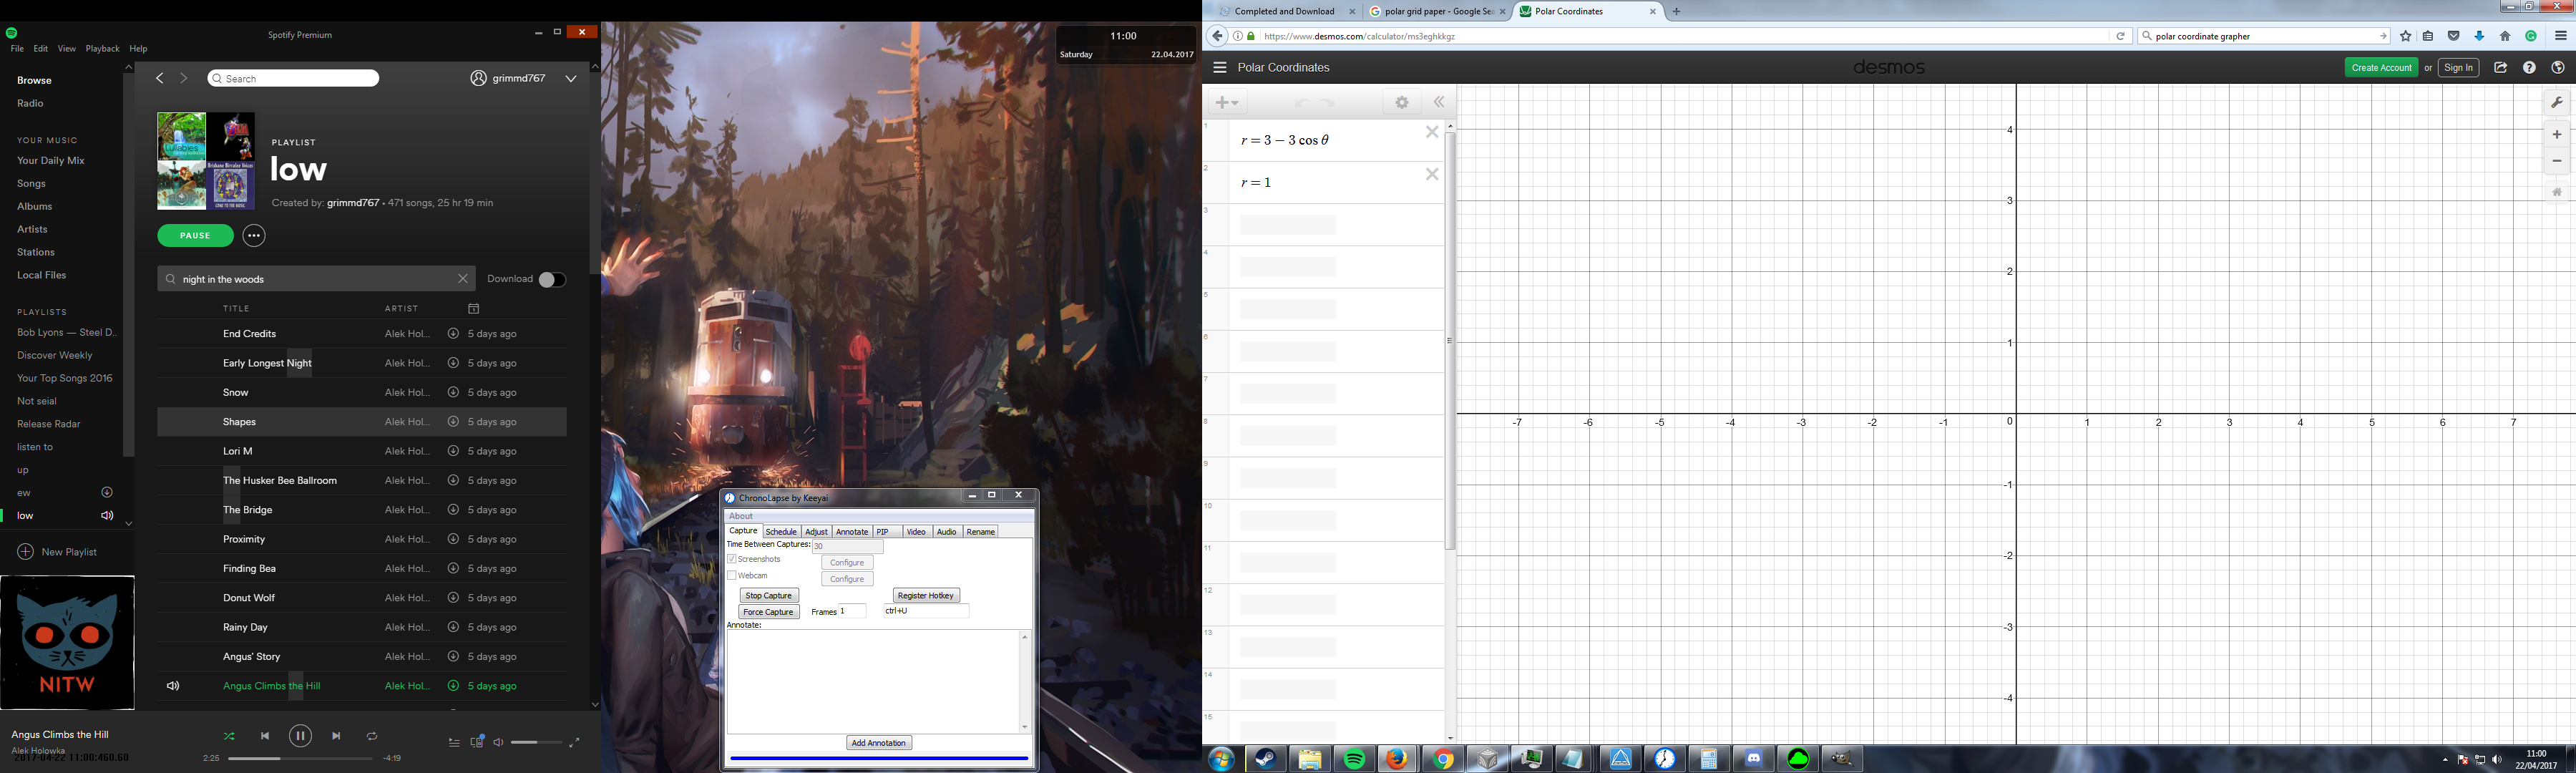 Spotify Premium
File Edit View Playback Help
Browse
Radio
YOUR MUSIC
Your Daily Mix
Songs
Albums
Artists
Stations
Local Files
PLAYLISTS
Bob Lyons — Steel D..
Discover Weekly
Your Top Songs 2016
Not seial
Release Radar
listen to
up
ew
low
New Playlist
NITW
Search
grimmd767
PLAYLIST
low
Created by: grimmd767 • 471 songs, 25 hr 19 min
PAUSE
night in the woods
Download
TITLE ARTIST
End Credits Alek Hol... 5 days ago
Early Longest Night Alek Hol... 5 days ago
Snow Alek Hol... 5 days ago
Shapes Alek Hol... 5 days ago
Lori M Alek Hol... 5 days ago
The Husker Bee Ballroom Alek Hol... 5 days ago
The Bridge Alek Hol... 5 days ago
Proximity Alek Hol... 5 days ago
Finding Bea Alek Hol... 5 days ago
Donut Wolf Alek Hol... 5 days ago
Rainy Day Alek Hol... 5 days ago
Angus' Story Alek Hol... 5 days ago
Angus Climbs the Hill Alek Hol... 5 days ago
Angus Climbs the Hill
Alek Holowka
2:25 -4:19
11:00
Saturday 22.04.2017
ChronoLapse by Keeyai
About
Capture Schedule Adjust Annotate PIP Video Audio Rename
Time Between Captures: 30
Screenshots Configure
Webcam Configure
Stop Capture Register Hotkey
Force Capture Frames 1 ctrl+U
Annotate:
Add Annotation
Completed and Download
polar grid paper - Google Sea
Polar Coordinates
https://www.desmos.com/calculator/ms3eghkkgz
polar coordinate grapher
Polar Coordinates
desmos
Create Account or Sign In
1
r = 3 − 3 cos θ
2
r = 1
3
4
5
6
7
8
9
10
11
12
13
14
15
4
3
2
1
-7 -6 -5 -4 -3 -2 -1 0 1 2 3 4 5 6 7
-1
-2
-3
-4
11:00
22/04/2017